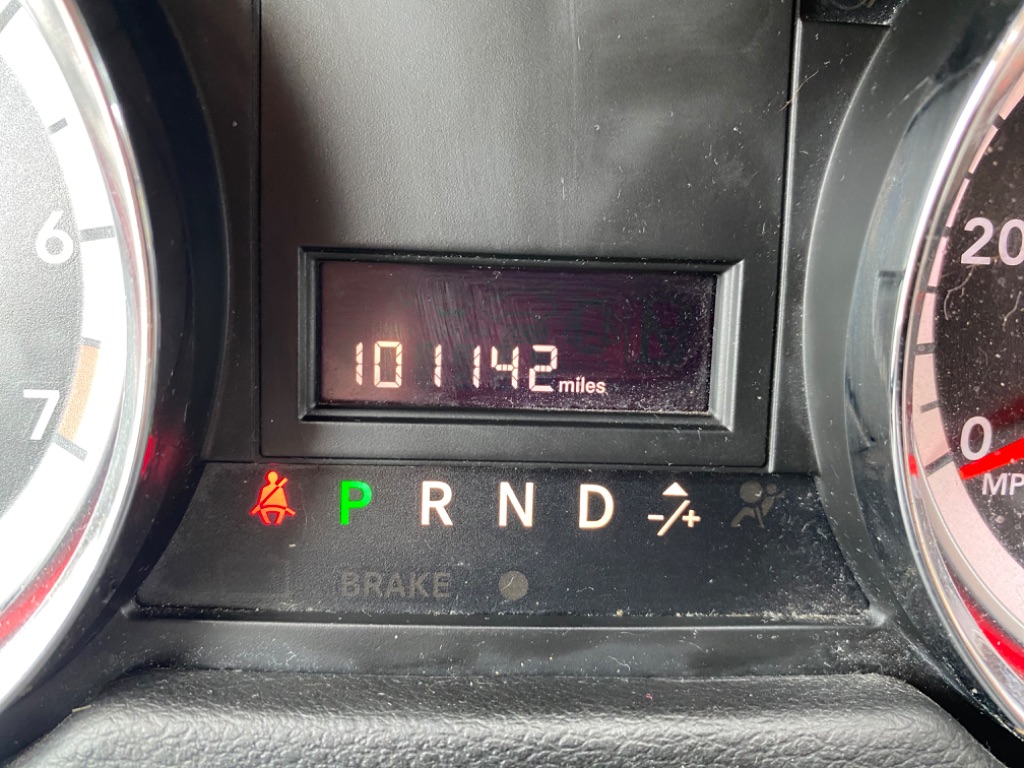 6
7
101142 miles
20
0
MP
P R N D -/+
BRAKE